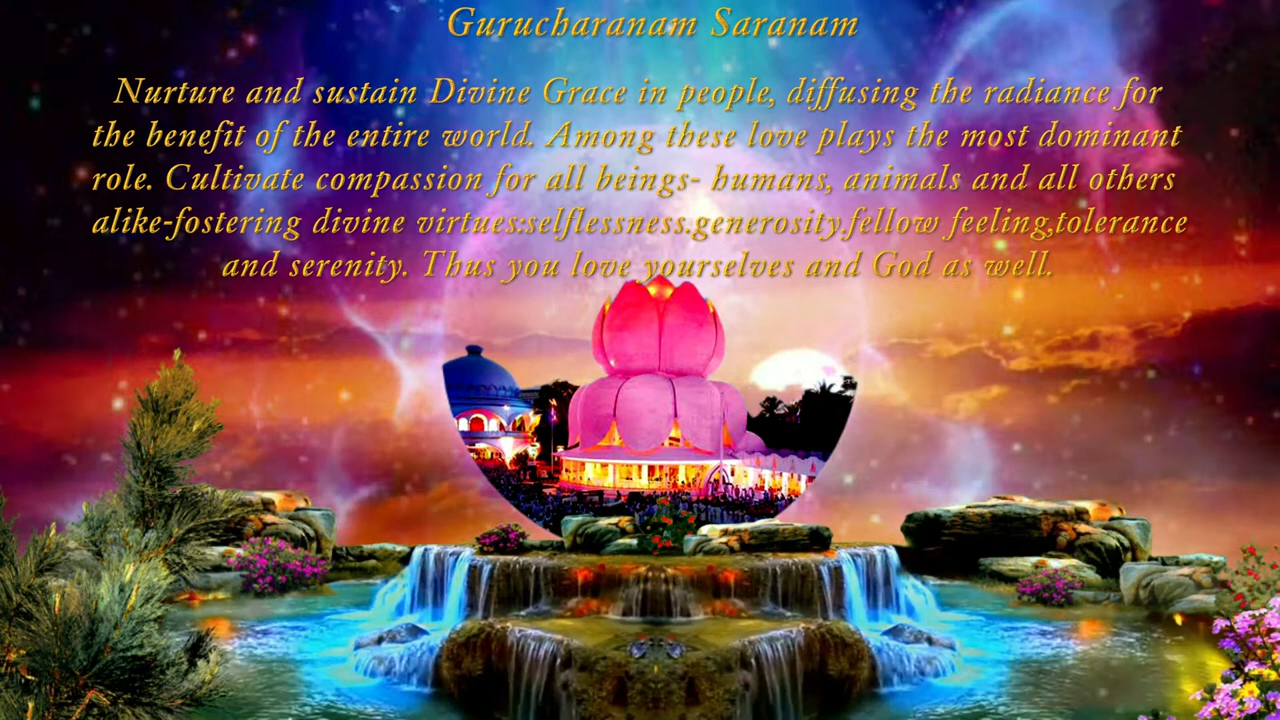 Gurucharanam Saranam
Nurture and sustain Divine Grace in people, diffusing the radiance for
the benefit of the entire world. Among these love plays the most dominant
role. Cultivate compassion for all beings- humans, animals and all others
alike-fostering divine virtues:selflessness.generosity.fellow feeling,tolerance
and serenity. Thus you love yourselves and God as well.